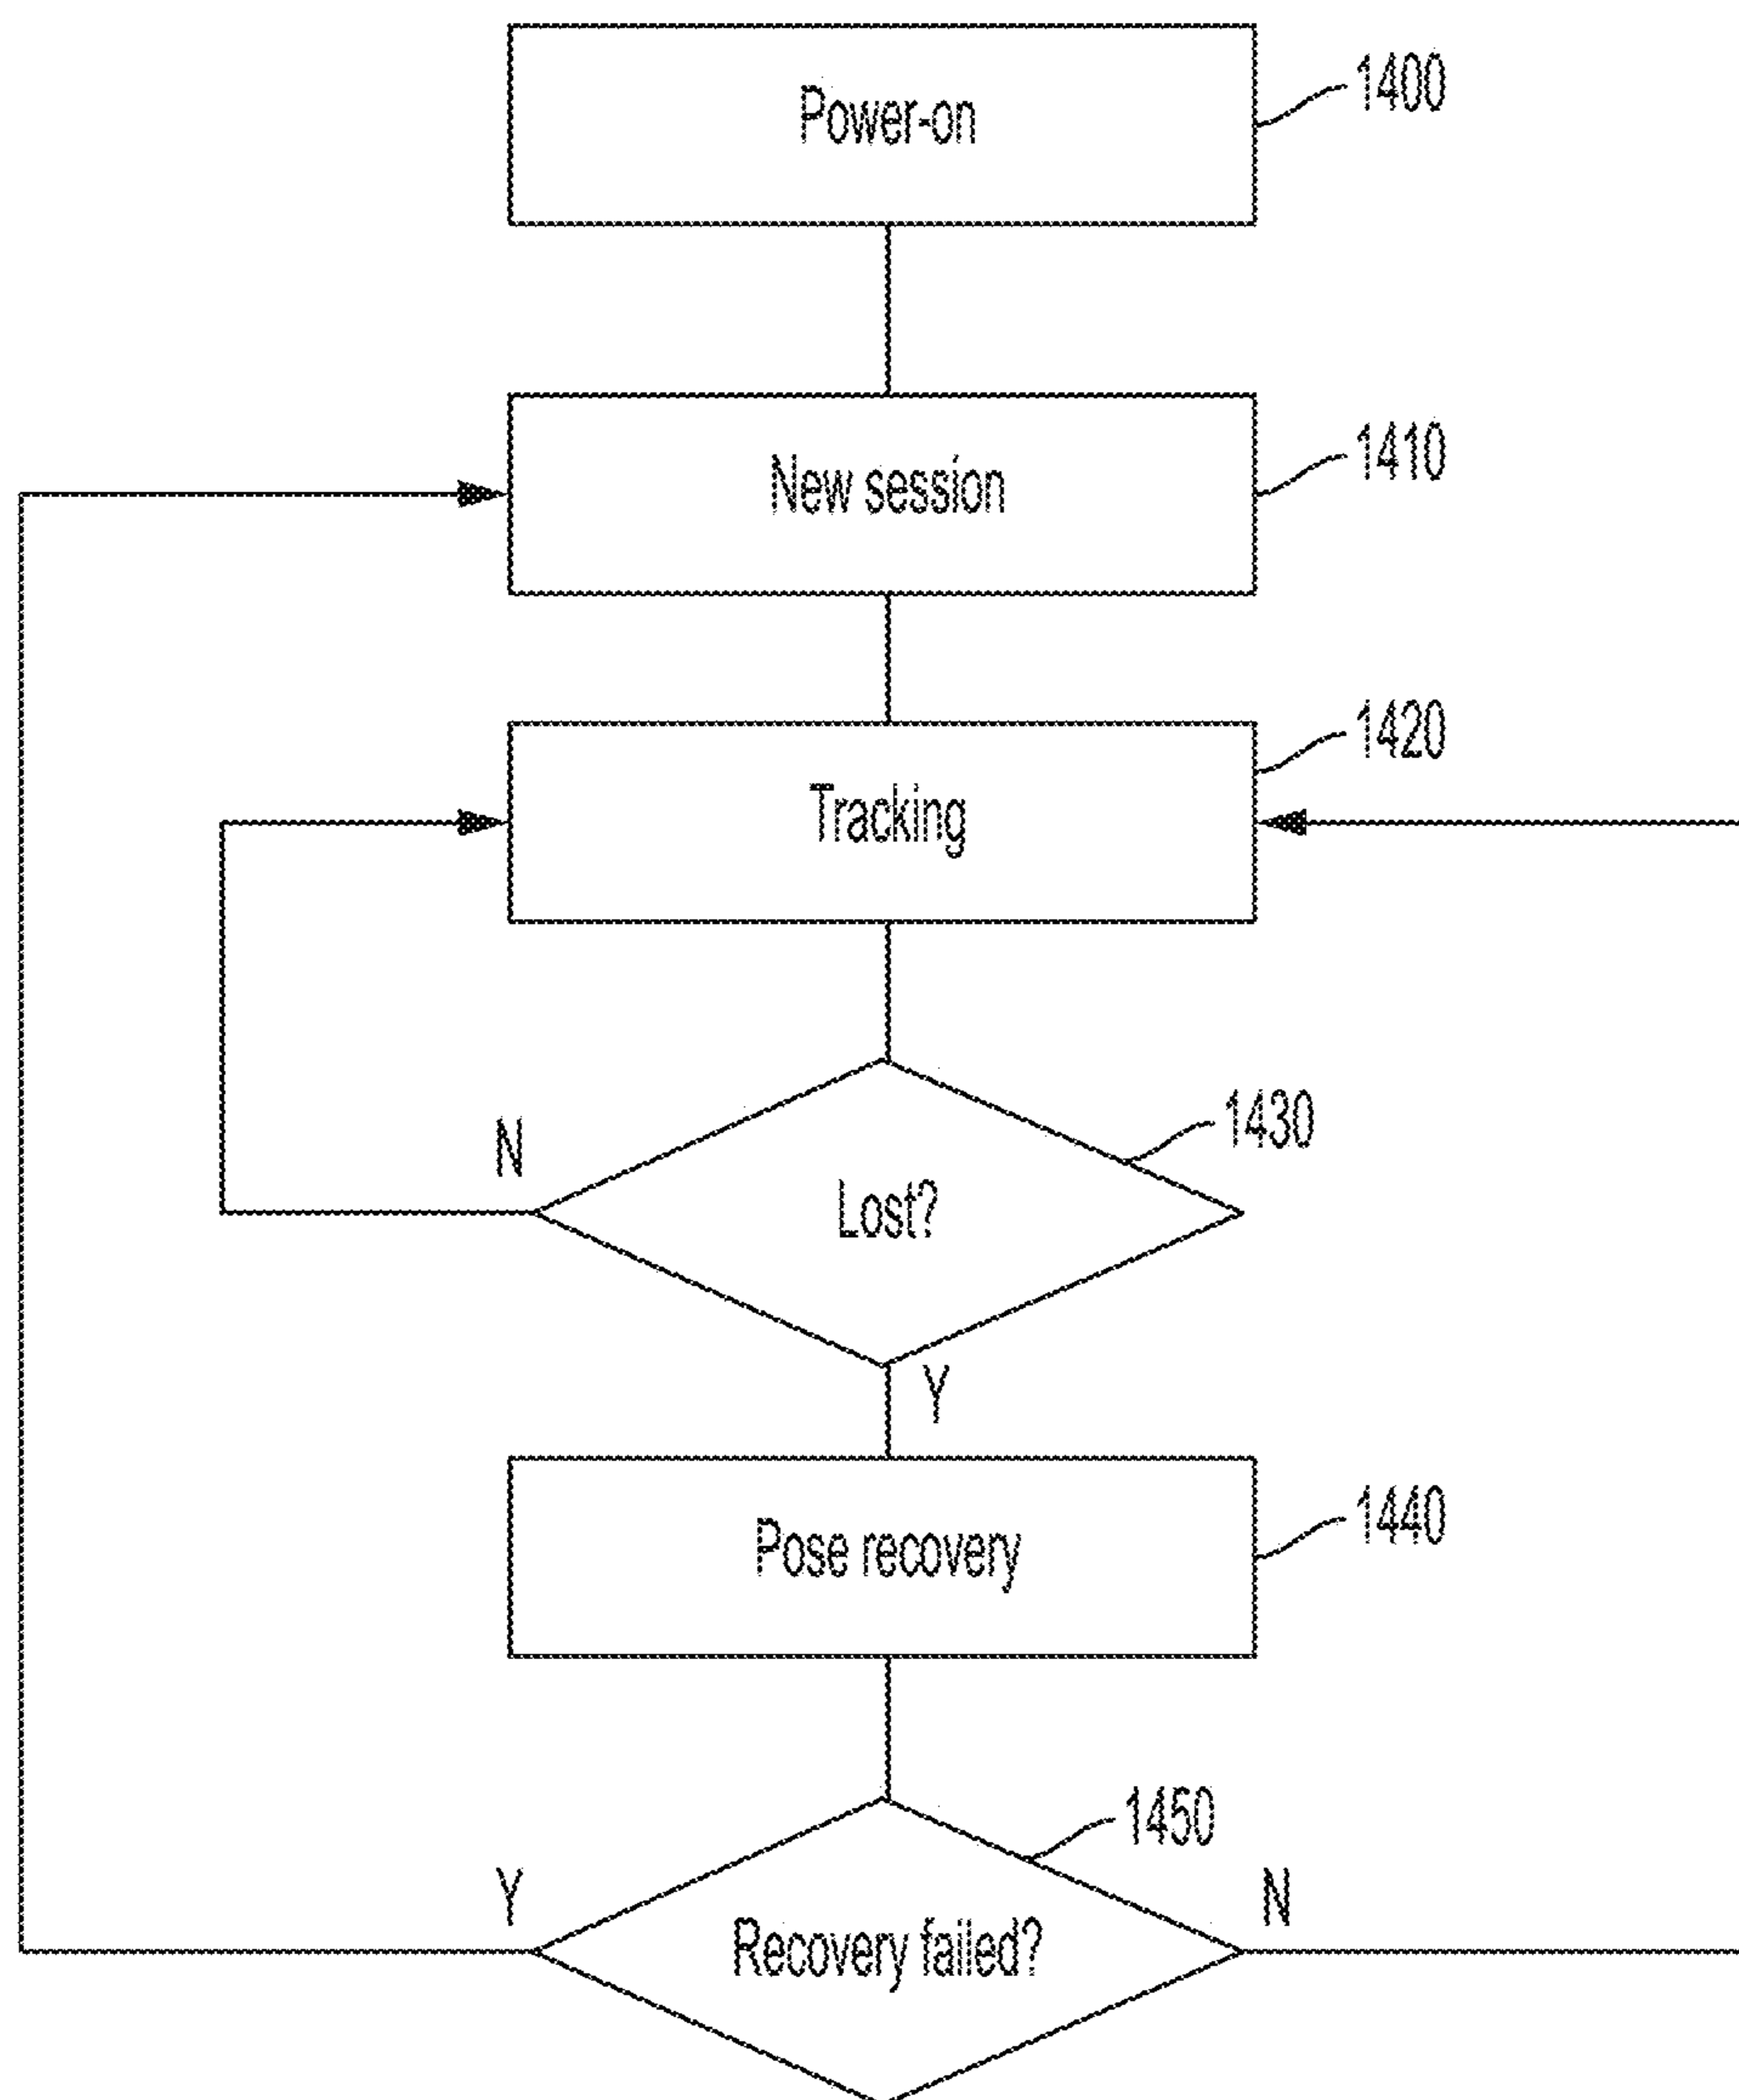 Power-on
1400
New session
1410
Tracking
1420
Lost?
1430
N
Y
Pose recovery
1440
Recovery failed?
1450
Y
N